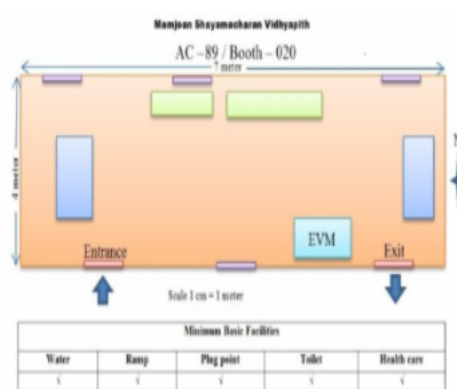 Mamjoan Shayamacharan Vidhyapith
AC -89 / Booth - 020
7 meter
4 meter
N
EVM
Entrance
Exit
Scale 1 cm = 1 meter
Minimum Basic Facilities
Water Ramp Plug point Toilet Health care
√ √ √ √ √